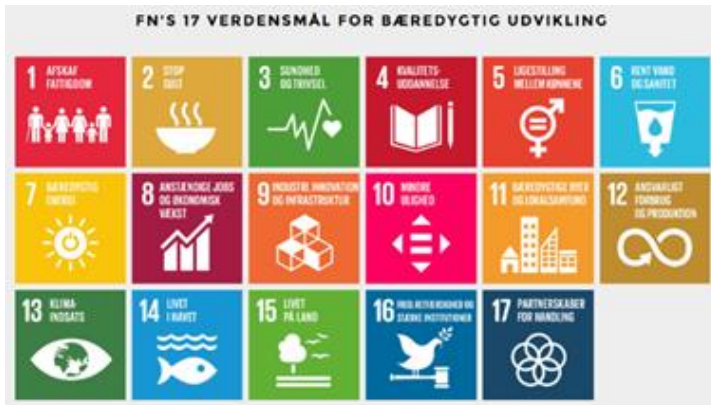 FN'S 17 VERDENSMÅL FOR BÆREDYGTIG UDVIKLING
1 AFSKAF
FATTIGDOM
2 STOP
SULT
3 SUNDHED
OG TRIVSEL
4 KVALITETS-
UDDANNELSE
5 LIGESTILLING
MELLEM KØNNENE
6 RENT VAND
OG SANITET
7 BÆREDYGTIG
ENERGI
8 ANSTÆNDIGE JOBS
OG ØKONOMISK
VÆKST
9 INDUSTRI, INNOVATION
OG INFRASTRUKTUR
10 MINDRE
ULIGHED
11 BÆREDYGTIGE BYER
OG LOKALSAMFUND
12 ANSVARLIGT
FORBRUG
OG PRODUKTION
13 KLIMA-
INDSATS
14 LIVET
I HAVET
15 LIVET
PÅ LAND
16 FRED, RETFÆRDIGHED OG
STÆRKE INSTITUTIONER
17 PARTNERSKABER
FOR HANDLING